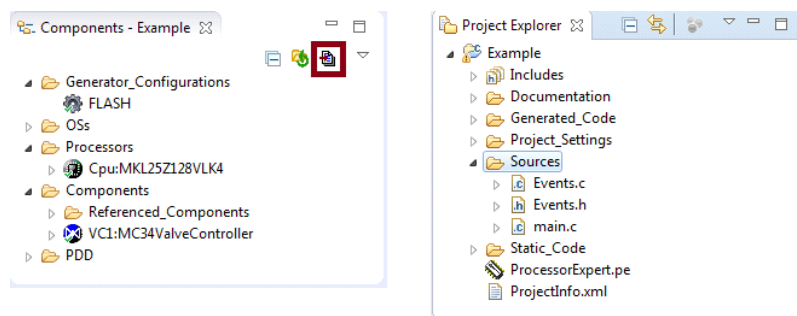 Components - Example
Generator_Configurations
FLASH
OSs
Processors
Cpu:MKL25Z128VLK4
Components
Referenced_Components
VC1:MC34ValveController
PDD
Project Explorer
Example
Includes
Documentation
Generated_Code
Project_Settings
Sources
Events.c
Events.h
main.c
Static_Code
ProcessorExpert.pe
ProjectInfo.xml